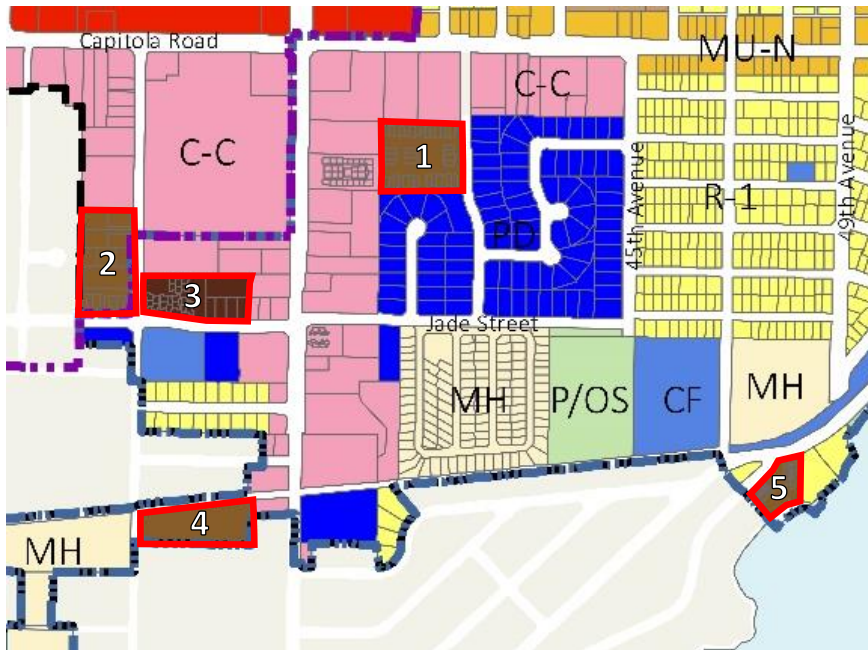 Capitola Road
MU-N
C-C
C-C
1
45th Avenue
49th Avenue
R-1
PD
2
3
Jade Street
MH
P/OS
CF
MH
5
4
MH